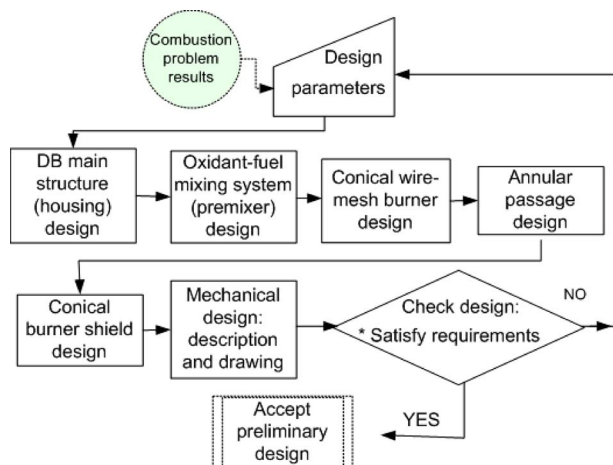 Combustion
problem
results
Design
parameters
DB main
structure
(housing)
design
Oxidant-fuel
mixing system
(premixer)
design
Conical wire-
mesh burner
design
Annular
passage
design
Conical
burner shield
design
Mechanical
design:
description
and drawing
Check design:
* Satisfy requirements
NO
YES
Accept
preliminary
design